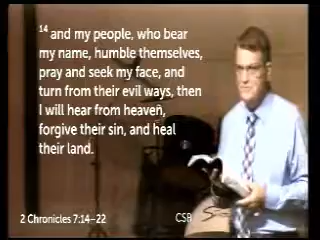 14 and my people, who bear
my name, humble themselves,
pray and seek my face, and
turn from their evil ways, then
I will hear from heaven,
forgive their sin, and heal
their land.
2 Chronicles 7:14–22
CSB